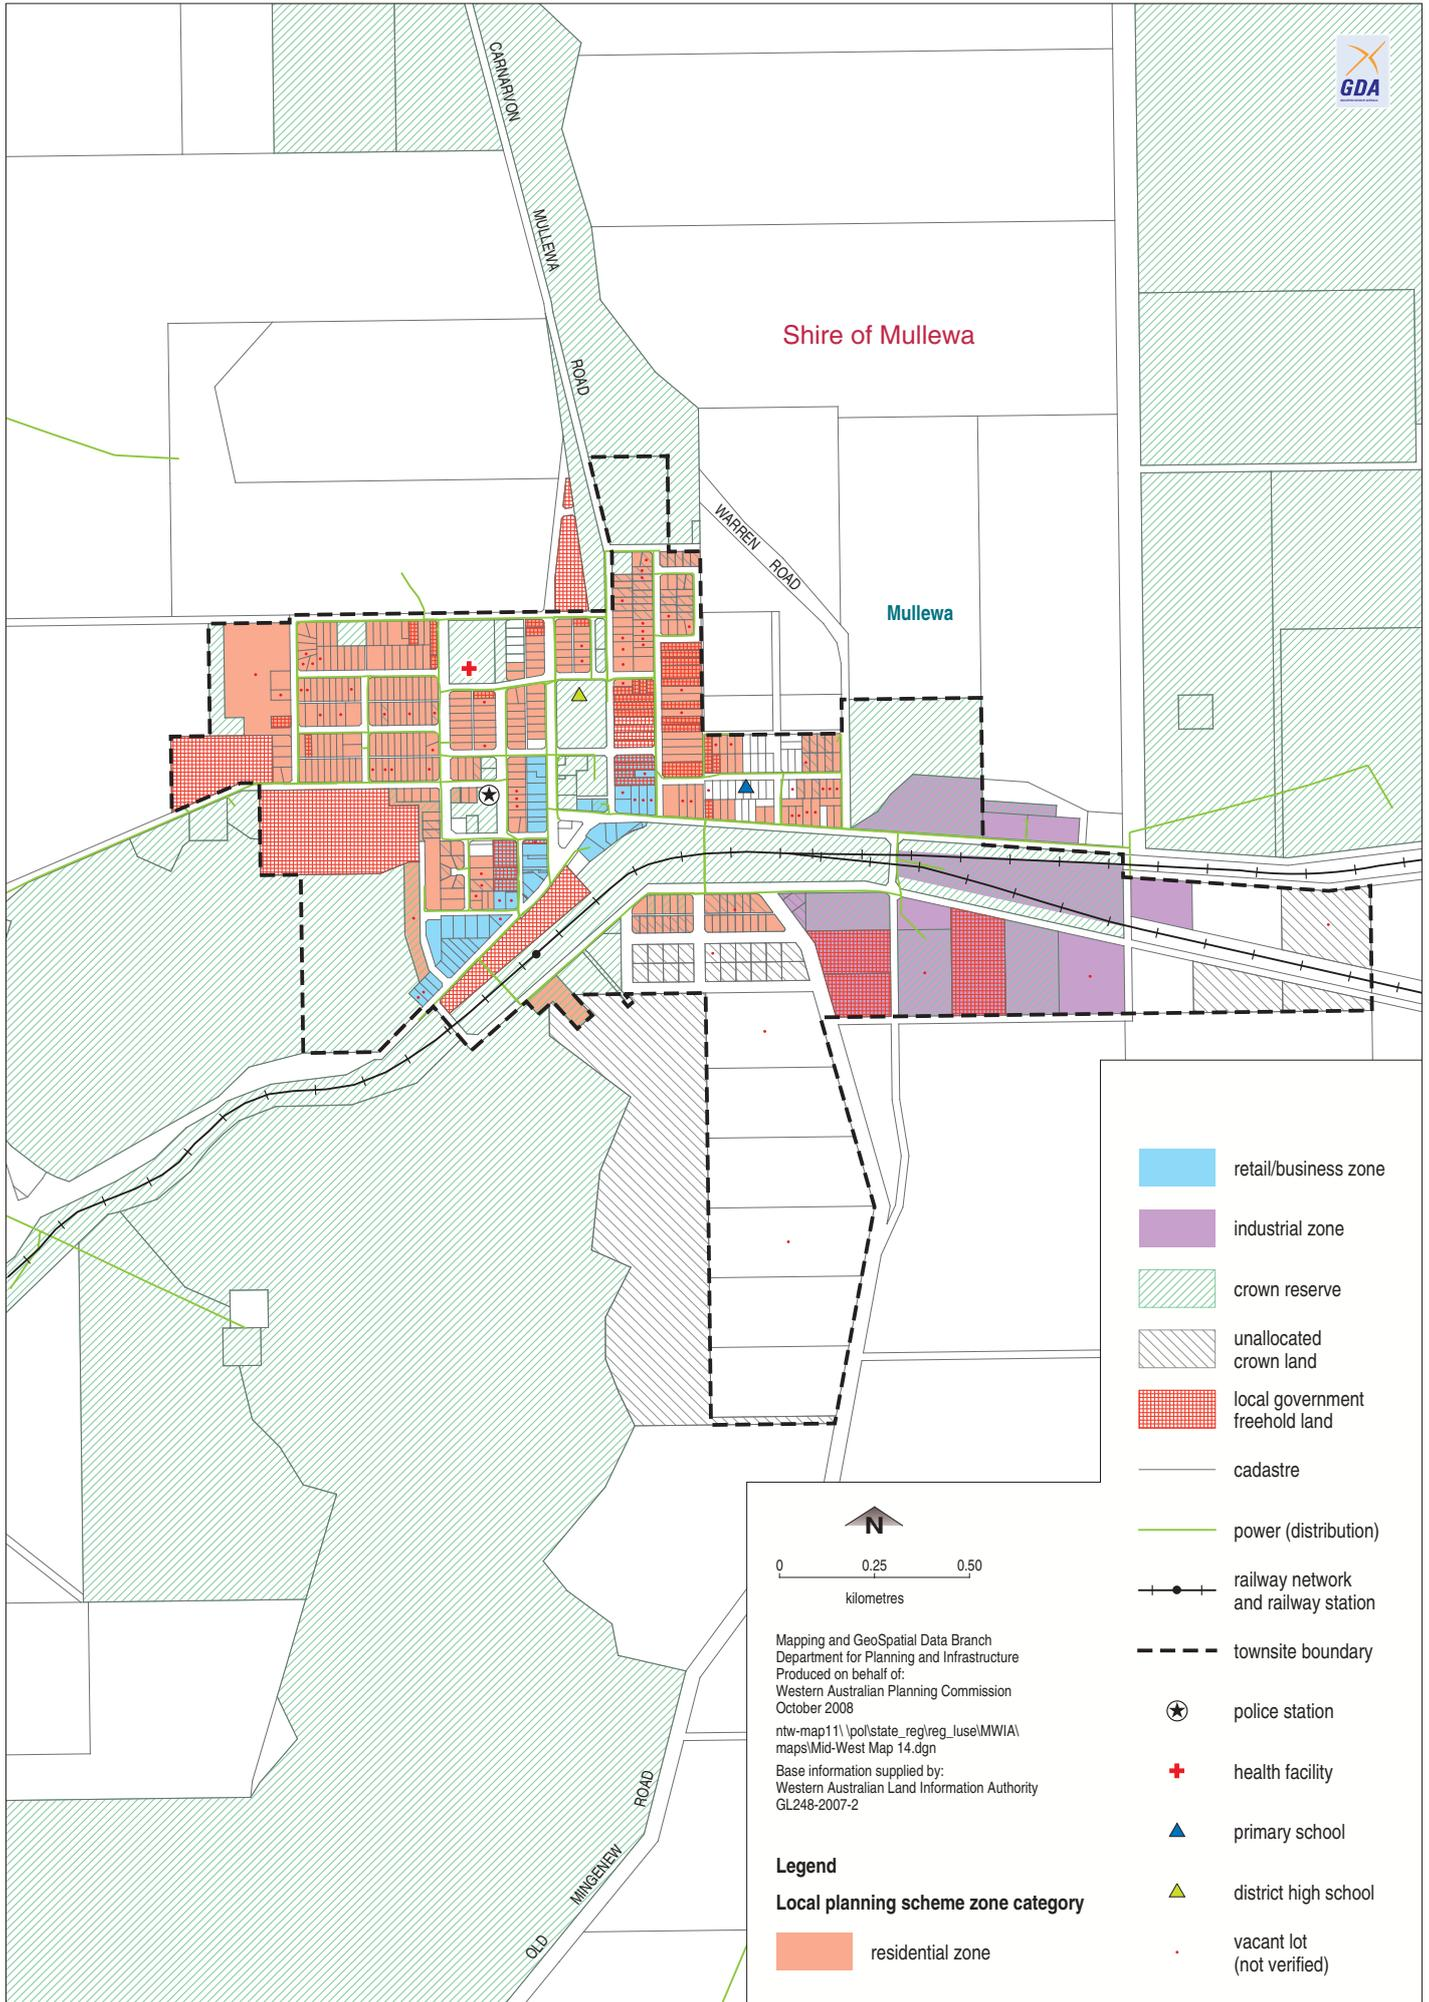 CARNARVON
MULLEWA
ROAD
GDA
Shire of Mullewa
WARREN ROAD
Mullewa
retail/business zone
industrial zone
crown reserve
unallocated
crown land
local government
freehold land
cadastre
power (distribution)
railway network
and railway station
townsite boundary
police station
health facility
primary school
district high school
vacant lot
(not verified)
N
0 0.25 0.50
kilometres
Mapping and GeoSpatial Data Branch
Department for Planning and Infrastructure
Produced on behalf of:
Western Australian Planning Commission
October 2008
ntw-map11\ \pol\state_reg\reg_luse\MWIA\
maps\Mid-West Map 14.dgn
Base information supplied by:
Western Australian Land Information Authority
GL248-2007-2
Legend
Local planning scheme zone category
residential zone
OLD MINGENEW ROAD